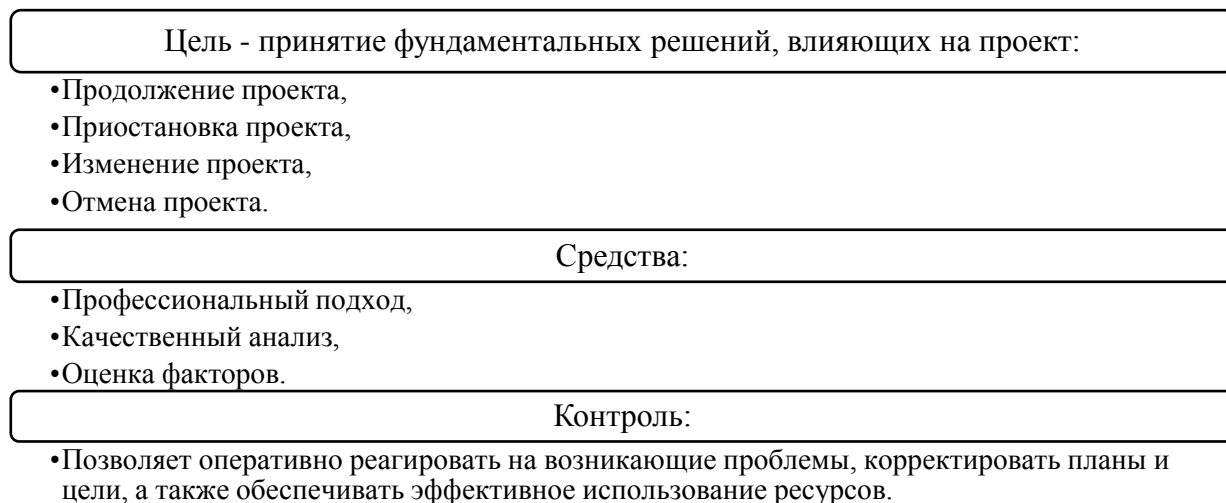 Цель - принятие фундаментальных решений, влияющих на проект:
•Продолжение проекта,
•Приостановка проекта,
•Изменение проекта,
•Отмена проекта.
Средства:
•Профессиональный подход,
•Качественный анализ,
•Оценка факторов.
Контроль:
•Позволяет оперативно реагировать на возникающие проблемы, корректировать планы и
цели, а также обеспечивать эффективное использование ресурсов.